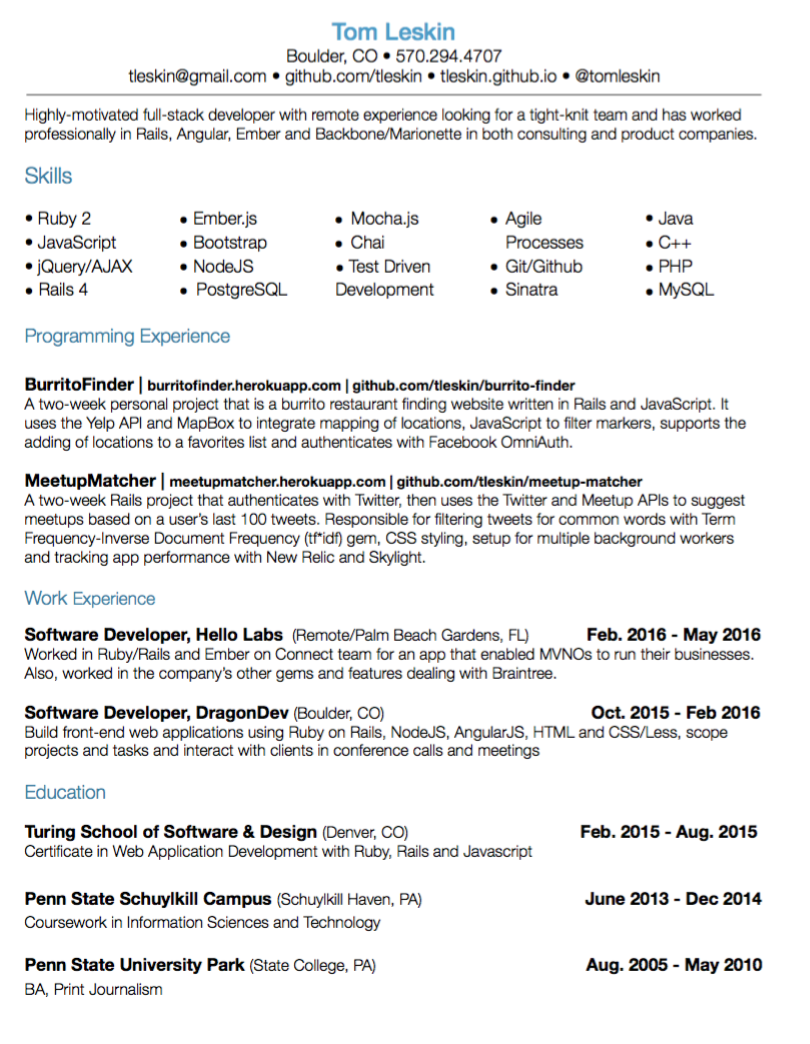 Tom Leskin
Boulder, CO • 570.294.4707
tleskin@gmail.com • github.com/tleskin • tleskin.github.io • @tomleskin
Highly-motivated full-stack developer with remote experience looking for a tight-knit team and has worked
professionally in Rails, Angular, Ember and Backbone/Marionette in both consulting and product companies.
Skills
• Ruby 2
• JavaScript
• jQuery/AJAX
• Rails 4
• Ember.js
• Bootstrap
• NodeJS
• PostgreSQL
• Mocha.js
• Chai
• Test Driven
Development
• Agile
Processes
• Git/Github
• Sinatra
• Java
• C++
• PHP
• MySQL
Programming Experience
BurritoFinder | burritofinder.herokuapp.com | github.com/tleskin/burrito-finder
A two-week personal project that is a burrito restaurant finding website written in Rails and JavaScript. It
uses the Yelp API and MapBox to integrate mapping of locations, JavaScript to filter markers, supports the
adding of locations to a favorites list and authenticates with Facebook OmniAuth.
MeetupMatcher | meetupmatcher.herokuapp.com | github.com/tleskin/meetup-matcher
A two-week Rails project that authenticates with Twitter, then uses the Twitter and Meetup APIs to suggest
meetups based on a user's last 100 tweets. Responsible for filtering tweets for common words with Term
Frequency-Inverse Document Frequency (tf*idf) gem, CSS styling, setup for multiple background workers
and tracking app performance with New Relic and Skylight.
Work Experience
Software Developer, Hello Labs (Remote/Palm Beach Gardens, FL) Feb. 2016 - May 2016
Worked in Ruby/Rails and Ember on Connect team for an app that enabled MVNOs to run their businesses.
Also, worked in the company's other gems and features dealing with Braintree.
Software Developer, DragonDev (Boulder, CO) Oct. 2015 - Feb 2016
Build front-end web applications using Ruby on Rails, NodeJS, AngularJS, HTML and CSS/Less, scope
projects and tasks and interact with clients in conference calls and meetings
Education
Turing School of Software & Design (Denver, CO) Feb. 2015 - Aug. 2015
Certificate in Web Application Development with Ruby, Rails and Javascript
Penn State Schuylkill Campus (Schuylkill Haven, PA) June 2013 - Dec 2014
Coursework in Information Sciences and Technology
Penn State University Park (State College, PA) Aug. 2005 - May 2010
BA, Print Journalism